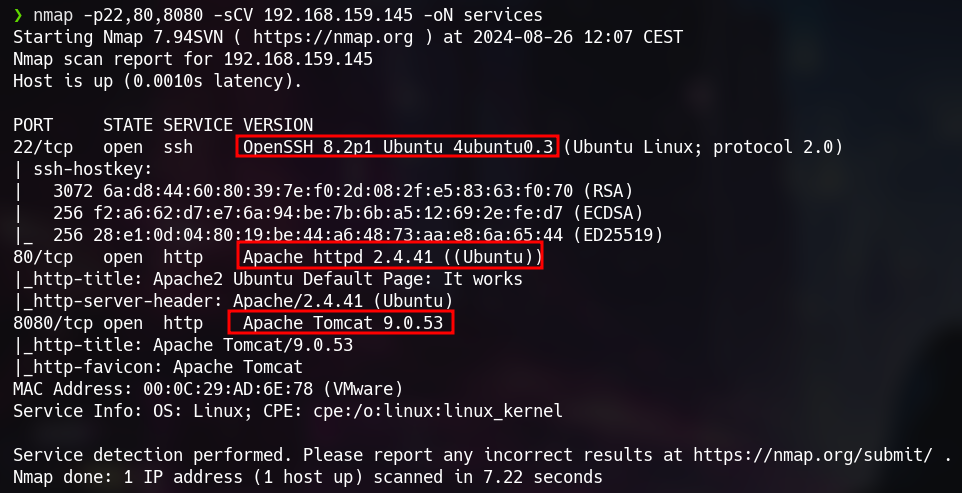 ❯ nmap -p22,80,8080 -sCV 192.168.159.145 -oN services
Starting Nmap 7.94SVN ( https://nmap.org ) at 2024-08-26 12:07 CEST
Nmap scan report for 192.168.159.145
Host is up (0.0010s latency).
PORT     STATE SERVICE VERSION
22/tcp   open  ssh     OpenSSH 8.2p1 Ubuntu 4ubuntu0.3 (Ubuntu Linux; protocol 2.0)
| ssh-hostkey:
|   3072 6a:d8:44:60:80:39:7e:f0:2d:08:2f:e5:83:63:f0:70 (RSA)
|   256 f2:a6:62:d7:e7:6a:94:be:7b:6b:a5:12:69:2e:fe:d7 (ECDSA)
|_  256 28:e1:0d:04:80:19:be:44:a6:48:73:aa:e8:6a:65:44 (ED25519)
80/tcp   open  http    Apache httpd 2.4.41 ((Ubuntu))
|_http-title: Apache2 Ubuntu Default Page: It works
|_http-server-header: Apache/2.4.41 (Ubuntu)
8080/tcp open  http    Apache Tomcat 9.0.53
|_http-title: Apache Tomcat/9.0.53
|_http-favicon: Apache Tomcat
MAC Address: 00:0C:29:AD:6E:78 (VMware)
Service Info: OS: Linux; CPE: cpe:/o:linux:linux_kernel
Service detection performed. Please report any incorrect results at https://nmap.org/submit/ .
Nmap done: 1 IP address (1 host up) scanned in 7.22 seconds